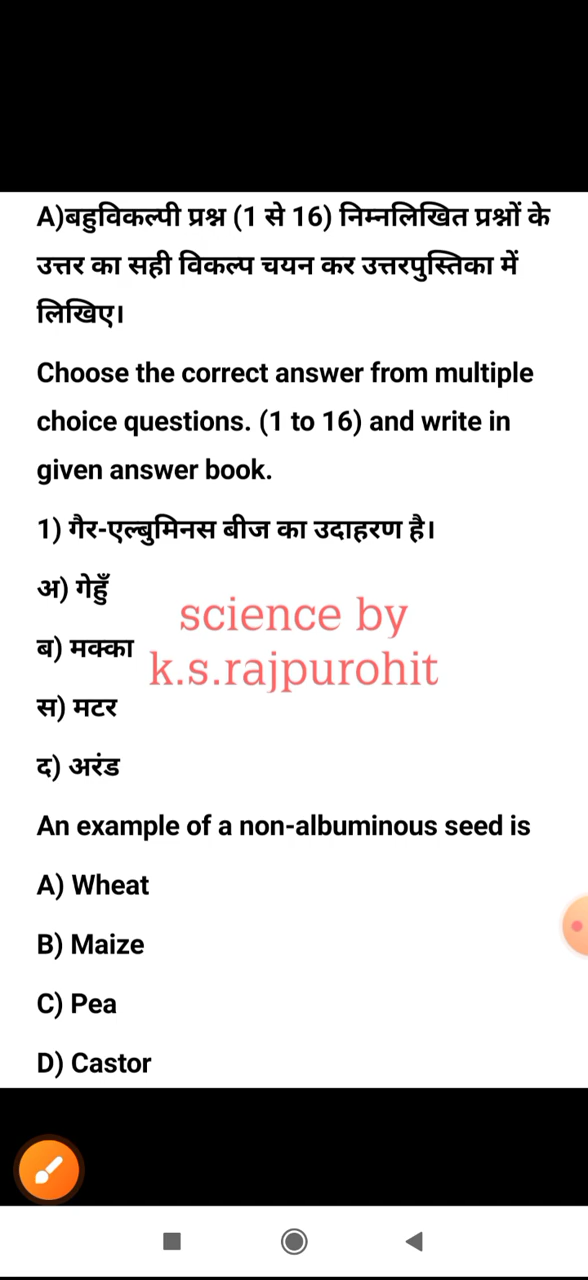 A)बहुविकल्पी प्रश्न (1 से 16) निम्नलिखित प्रश्नों के
उत्तर का सही विकल्प चयन कर उत्तरपुस्तिका में
लिखिए।
Choose the correct answer from multiple
choice questions. (1 to 16) and write in
given answer book.
1) गैर-एल्बुमिनस बीज का उदाहरण है।
अ) गेहुँ
ब) मक्का
science by
k.s.rajpurohit
स) मटर
द) अरंड
An example of a non-albuminous seed is
A) Wheat
B) Maize
C) Pea
D) Castor